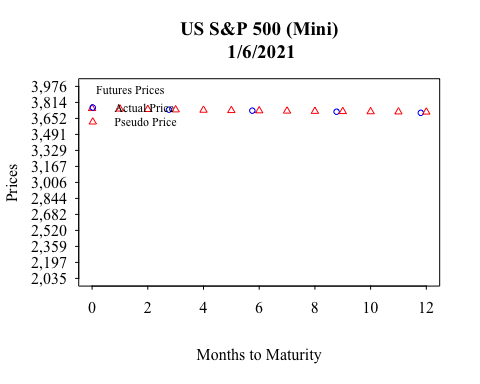 US S&P 500 (Mini)
1/6/2021
Futures Prices
Actual Price
Pseudo Price
Prices
3,976
3,814
3,652
3,491
3,329
3,167
3,006
2,844
2,682
2,520
2,359
2,197
2,035
0 2 4 6 8 10 12
Months to Maturity